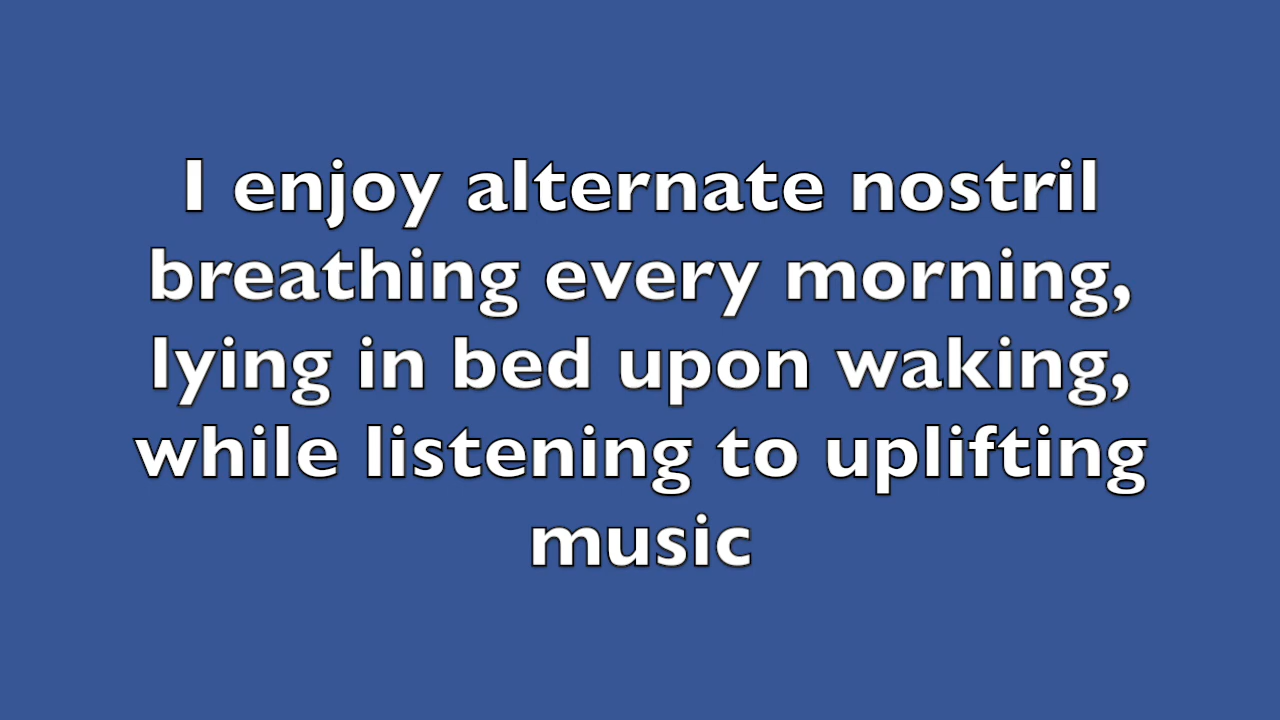 I enjoy alternate nostril
breathing every morning,
lying in bed upon waking,
while listening to uplifting
music